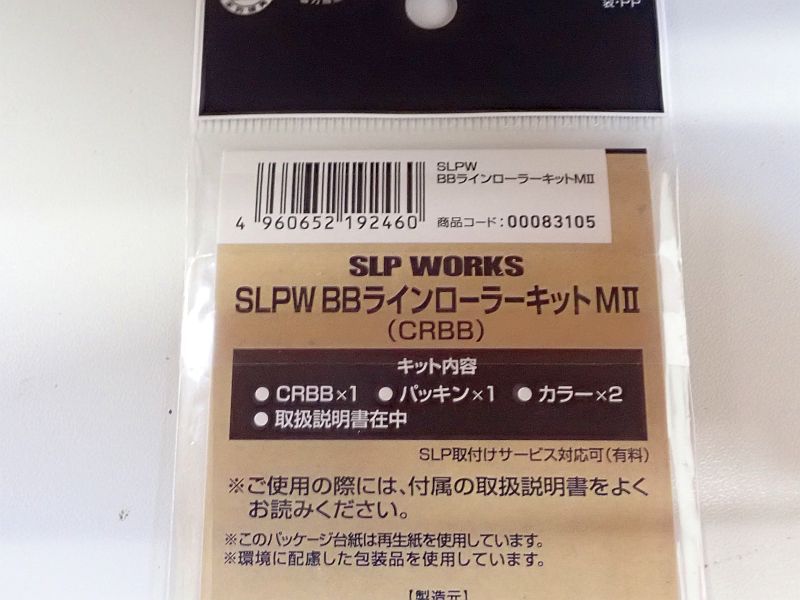 装・PP
SLPW
BBラインローラーキットMⅡ
4 960652 192460
商品コード：00083105
SLP WORKS
SLPW BBラインローラーキットMⅡ
（CRBB）
キット内容
●CRBB×1 ●パッキン×1 ●カラー×2
●取扱説明書在中
SLP取付けサービス対応可（有料）
※ご使用の際には、付属の取扱説明書をよく
お読みください。
※このパッケージ台紙は再生紙を使用しています。
※環境に配慮した包装品を使用しています。
【製造元】